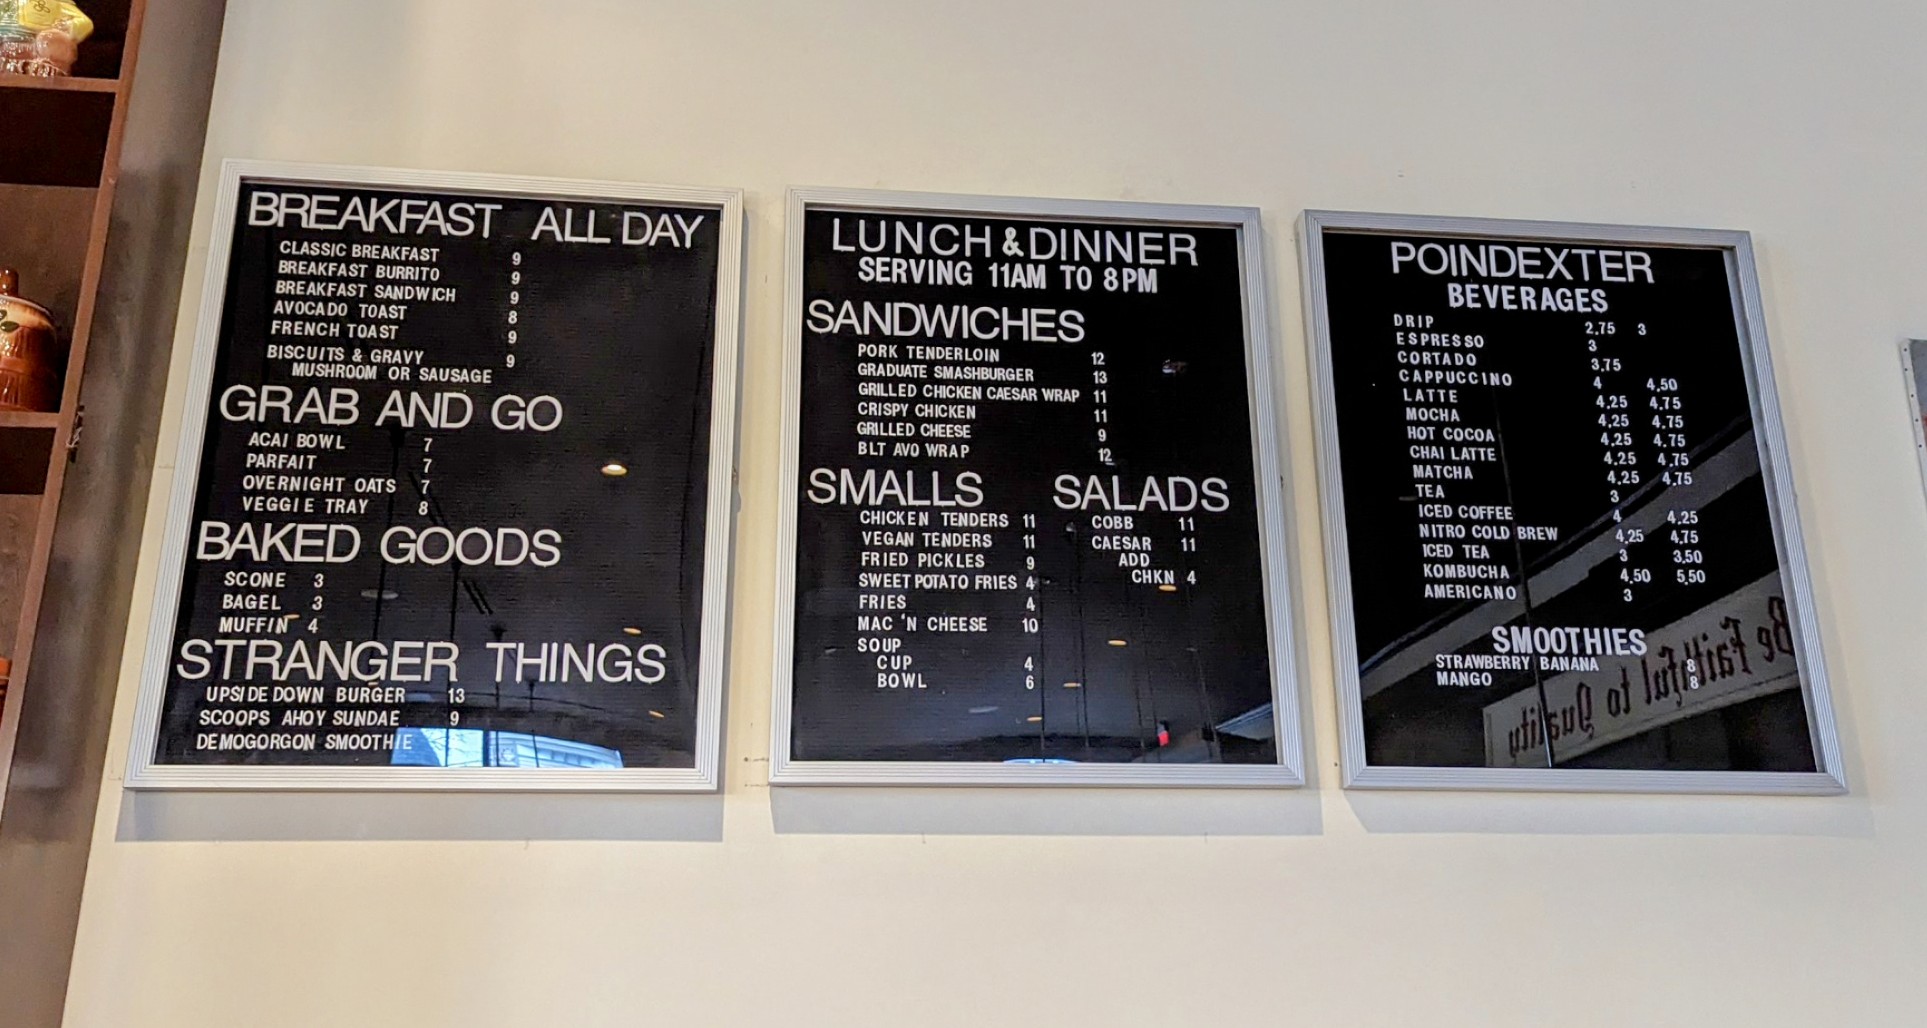 BREAKFAST ALL DAY
CLASSIC BREAKFAST 9
BREAKFAST BURRITO 9
BREAKFAST SANDWICH 9
AVOCADO TOAST 8
FRENCH TOAST 9
BISCUITS & GRAVY 9
MUSHROOM OR SAUSAGE
GRAB AND GO
ACAI BOWL 7
PARFAIT 7
OVERNIGHT OATS 7
VEGGIE TRAY 8
BAKED GOODS
SCONE 3
BAGEL 3
MUFFIN 4
STRANGER THINGS
UPSIDE DOWN BURGER 13
SCOOPS AHOY SUNDAE 9
DEMOGORGON SMOOTHIE
LUNCH & DINNER
SERVING 11AM TO 8PM
SANDWICHES
PORK TENDERLOIN 12
GRADUATE SMASHBURGER 13
GRILLED CHICKEN CAESAR WRAP 11
CRISPY CHICKEN 11
GRILLED CHEESE 9
BLT AVO WRAP 12
SMALLS
CHICKEN TENDERS 11
VEGAN TENDERS 11
FRIED PICKLES 9
SWEET POTATO FRIES 4
FRIES 4
MAC 'N CHEESE 10
SOUP
CUP 4
BOWL 6
SALADS
COBB 11
CAESAR 11
ADD
CHKN 4
POINDEXTER
BEVERAGES
DRIP 2.75 3
ESPRESSO 3
CORTADO 3.75
CAPPUCCINO 4 4.50
LATTE 4.25 4.75
MOCHA 4.25 4.75
HOT COCOA 4.25 4.75
CHAI LATTE 4.25 4.75
MATCHA 4.25 4.75
TEA 3
ICED COFFEE 4 4.25
NITRO COLD BREW 4.25 4.75
ICED TEA 3 3.50
KOMBUCHA 4.50 5.50
AMERICANO 3
SMOOTHIES
STRAWBERRY BANANA 8
MANGO 8
Be Faithful to Quality